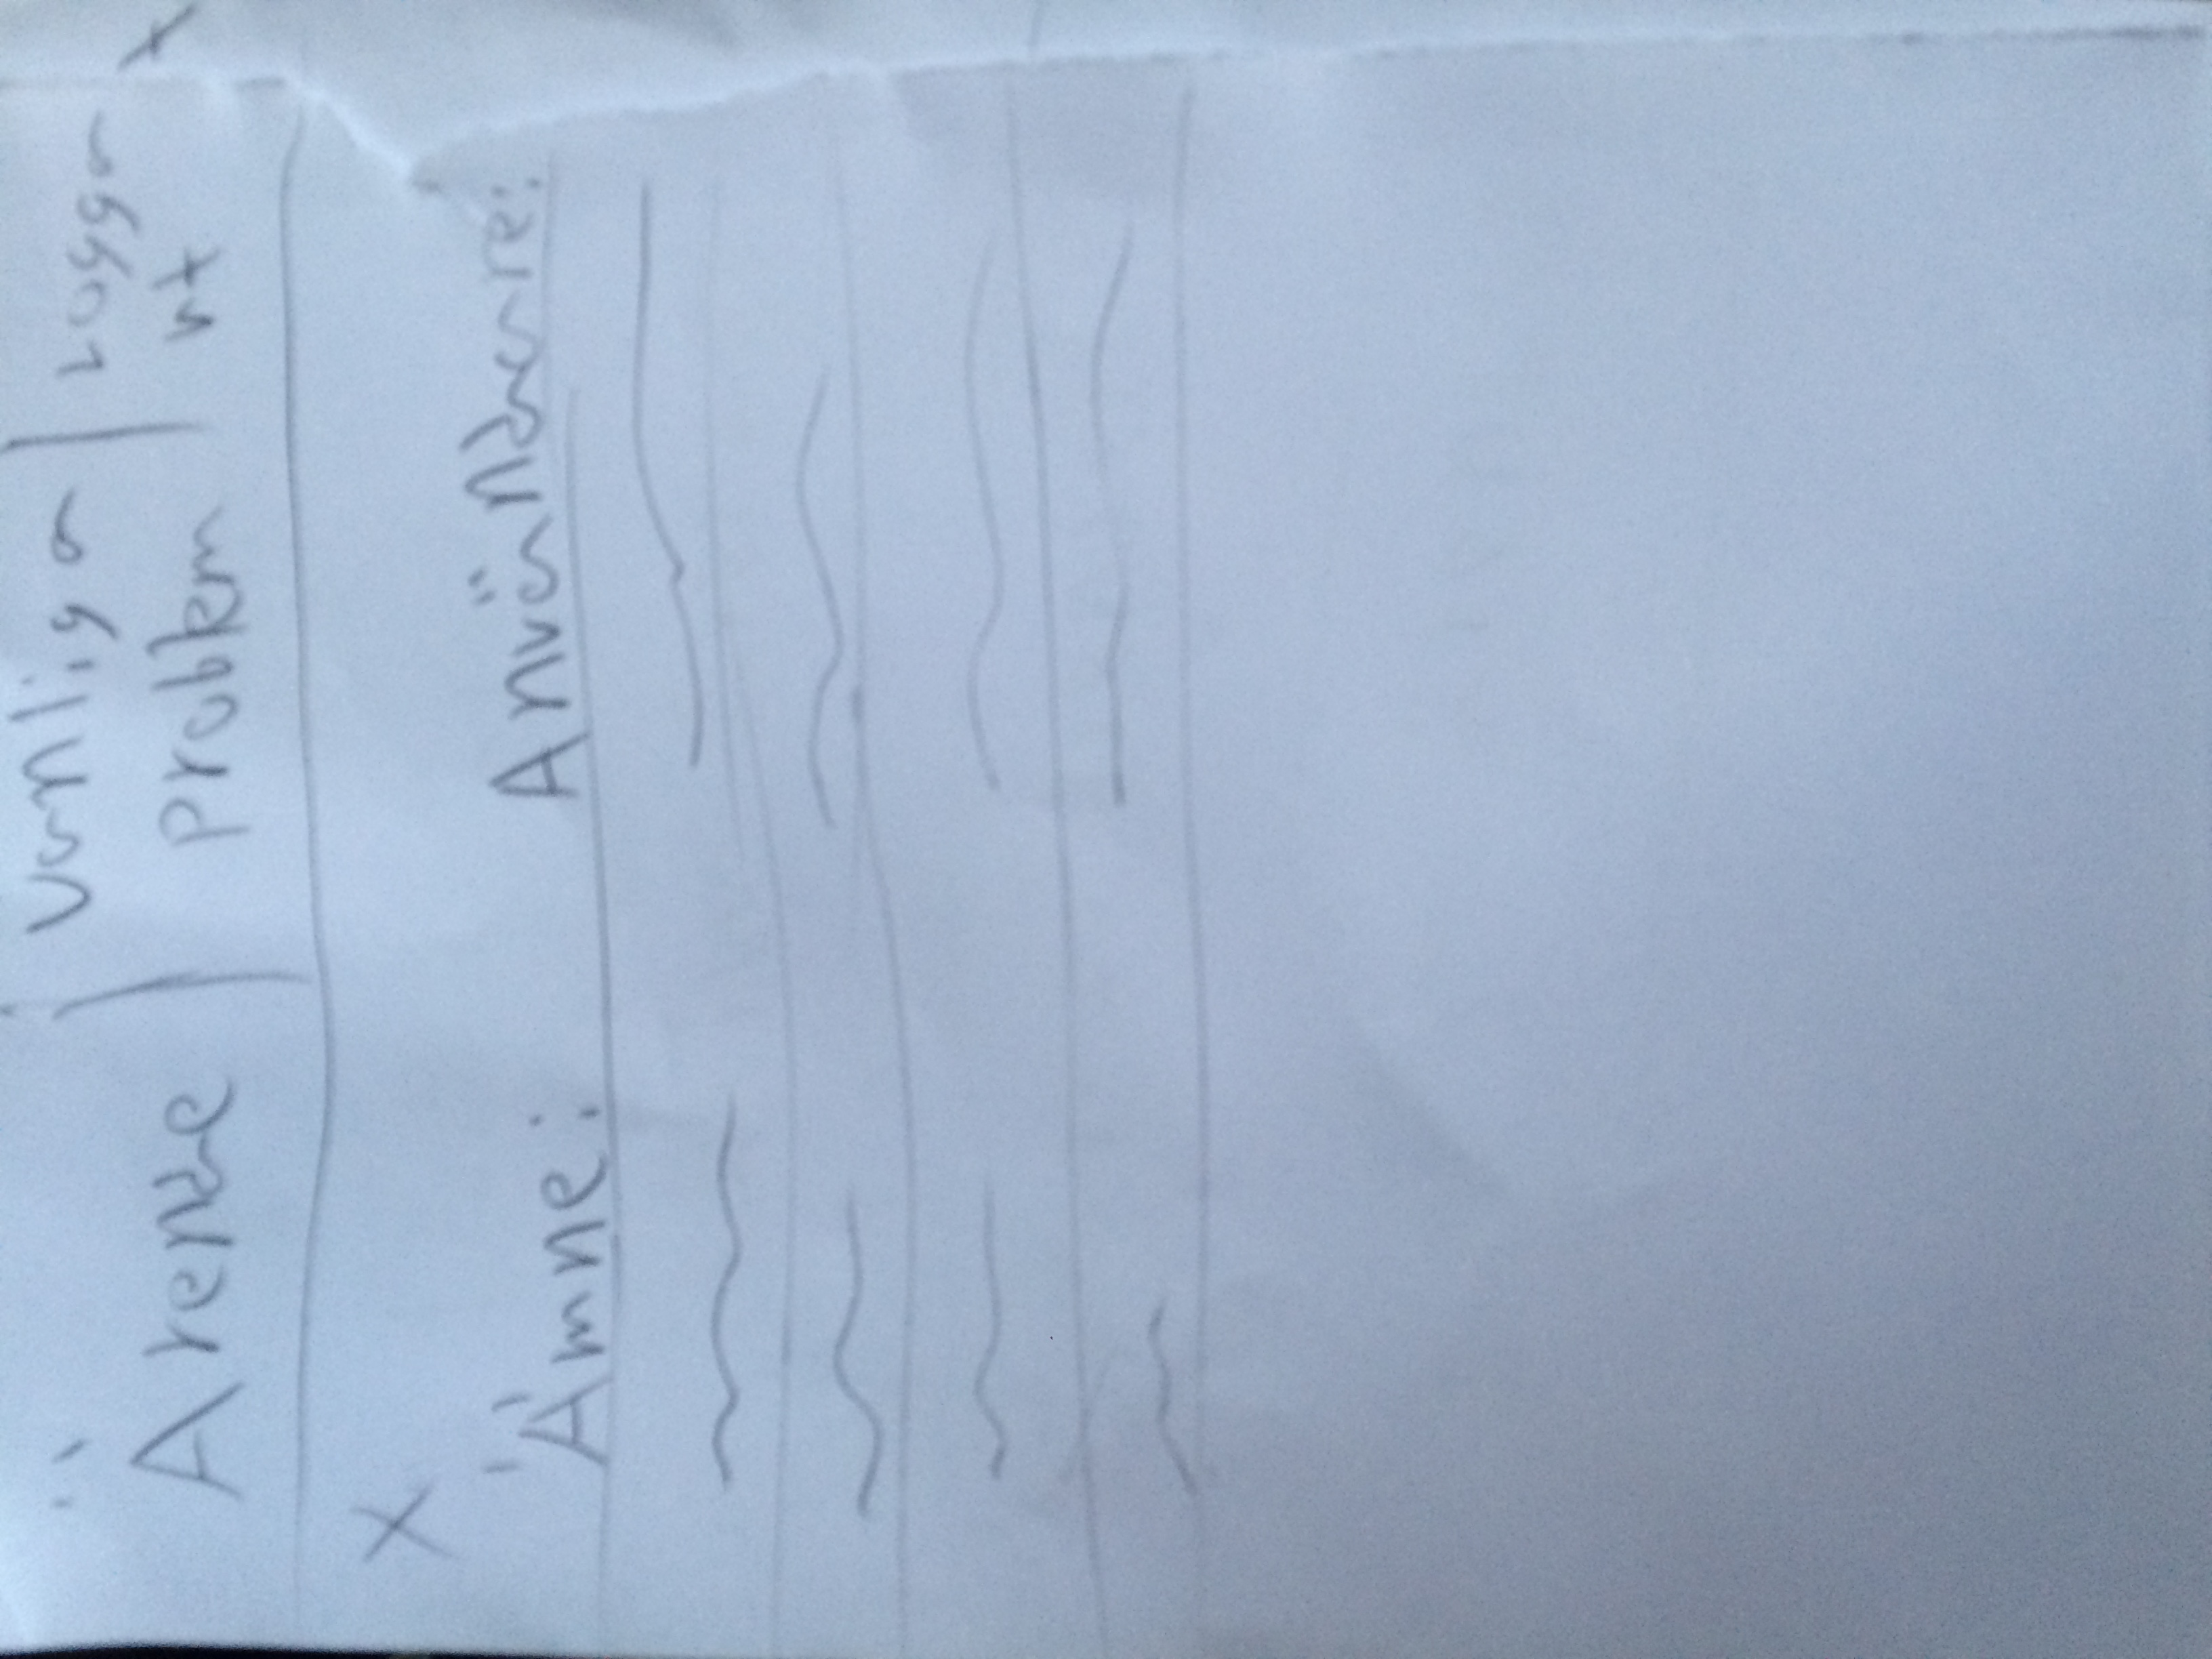 Ärende | vanliga | Logga
problem | ut
X
Ämne: Användare: